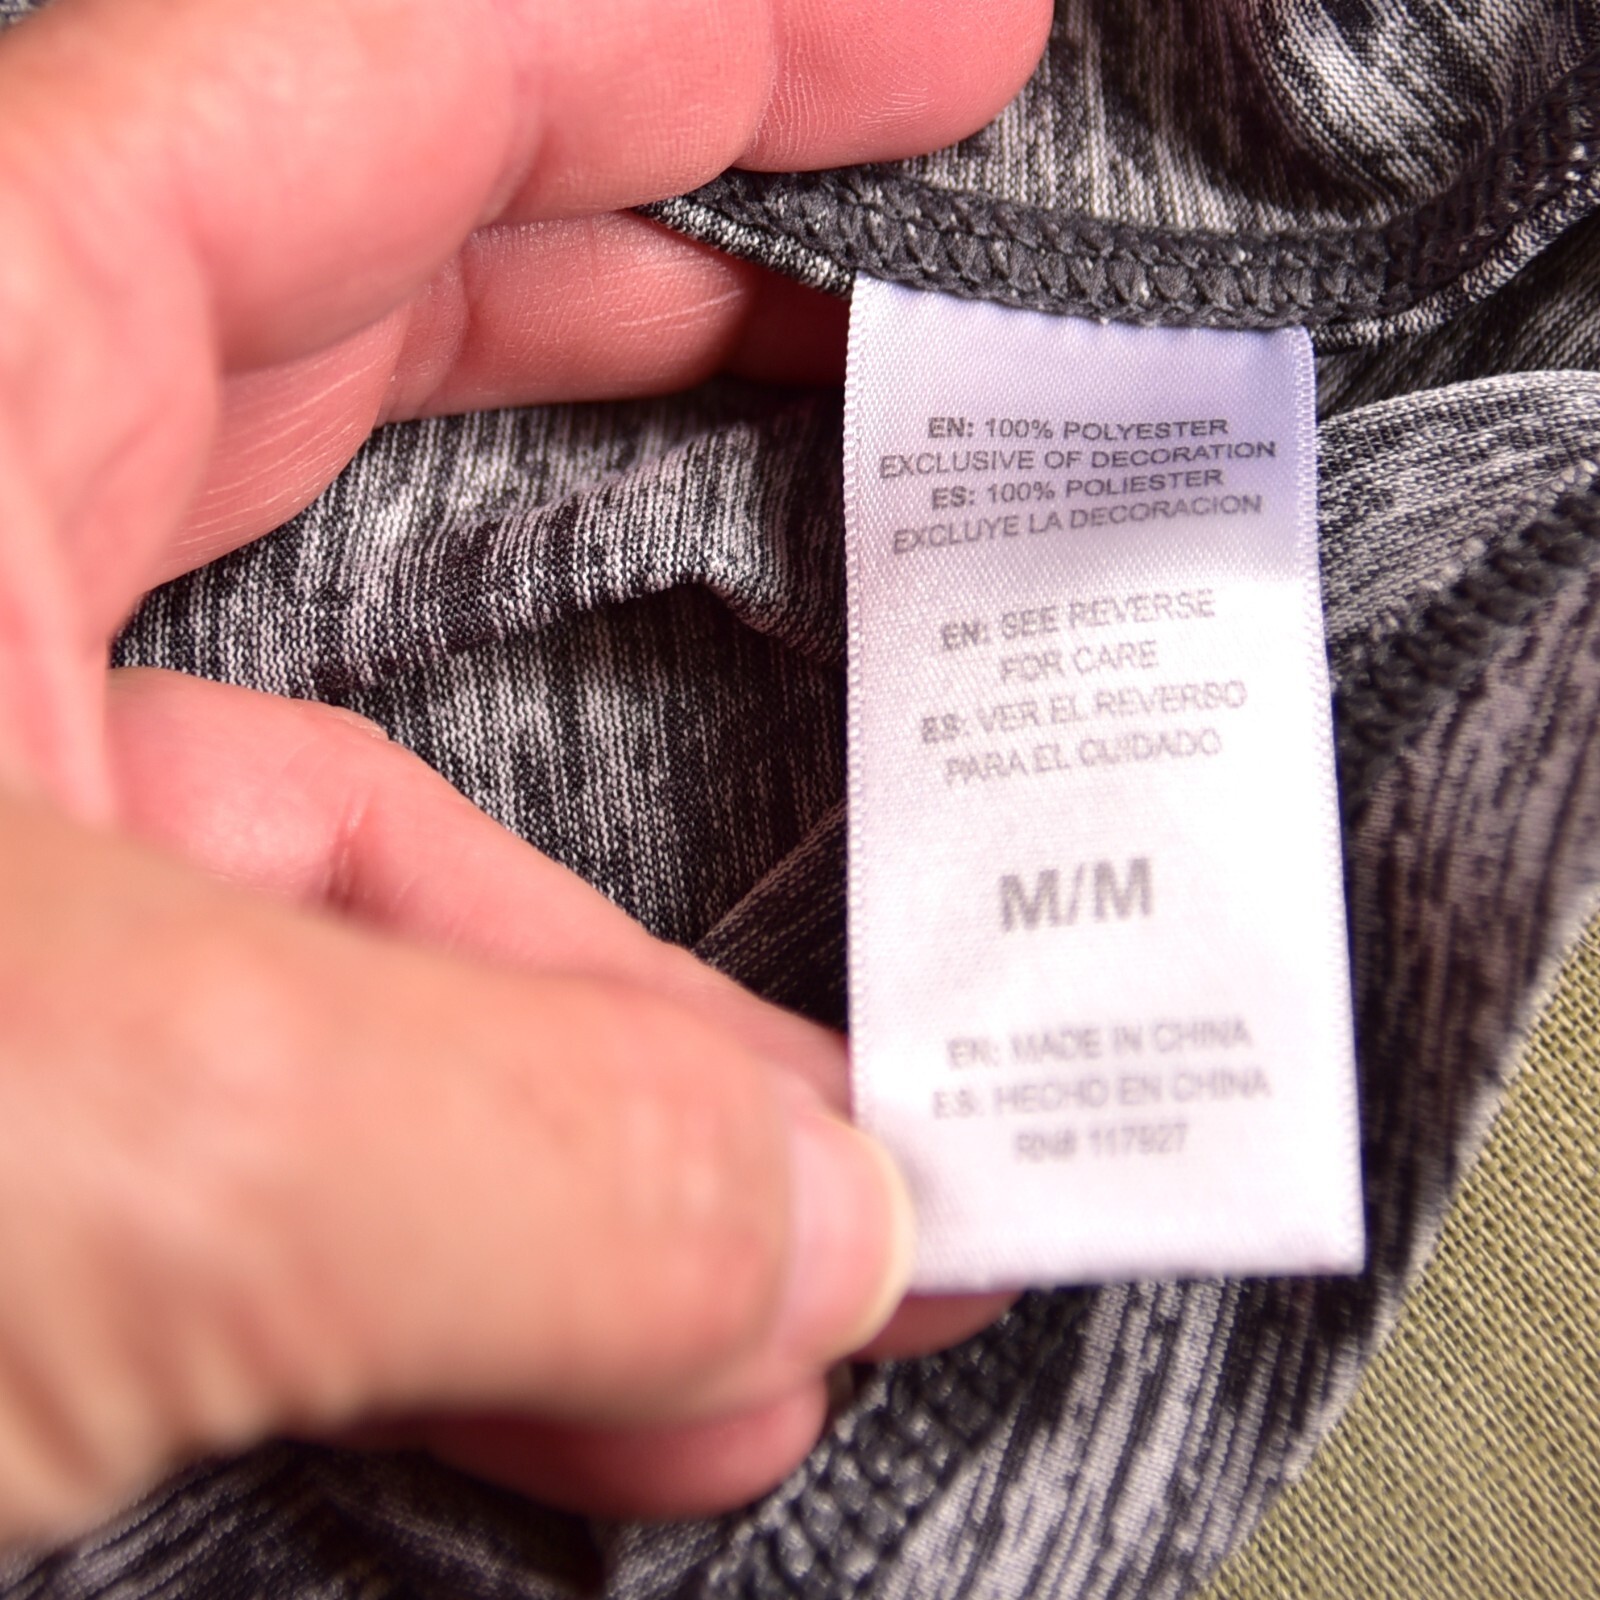 EN: 100% POLYESTER
EXCLUSIVE OF DECORATION
ES: 100% POLIESTER
EXCLUYE LA DECORACION
EN: SEE REVERSE
FOR CARE
ES: VER EL REVERSO
PARA EL CUIDADO
M/M
EN: MADE IN CHINA
ES: HECHO EN CHINA
RN# 117927